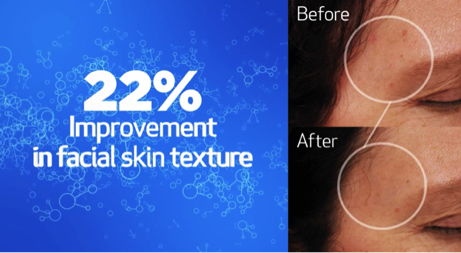 22%
Improvement
in facial skin texture
Before
After